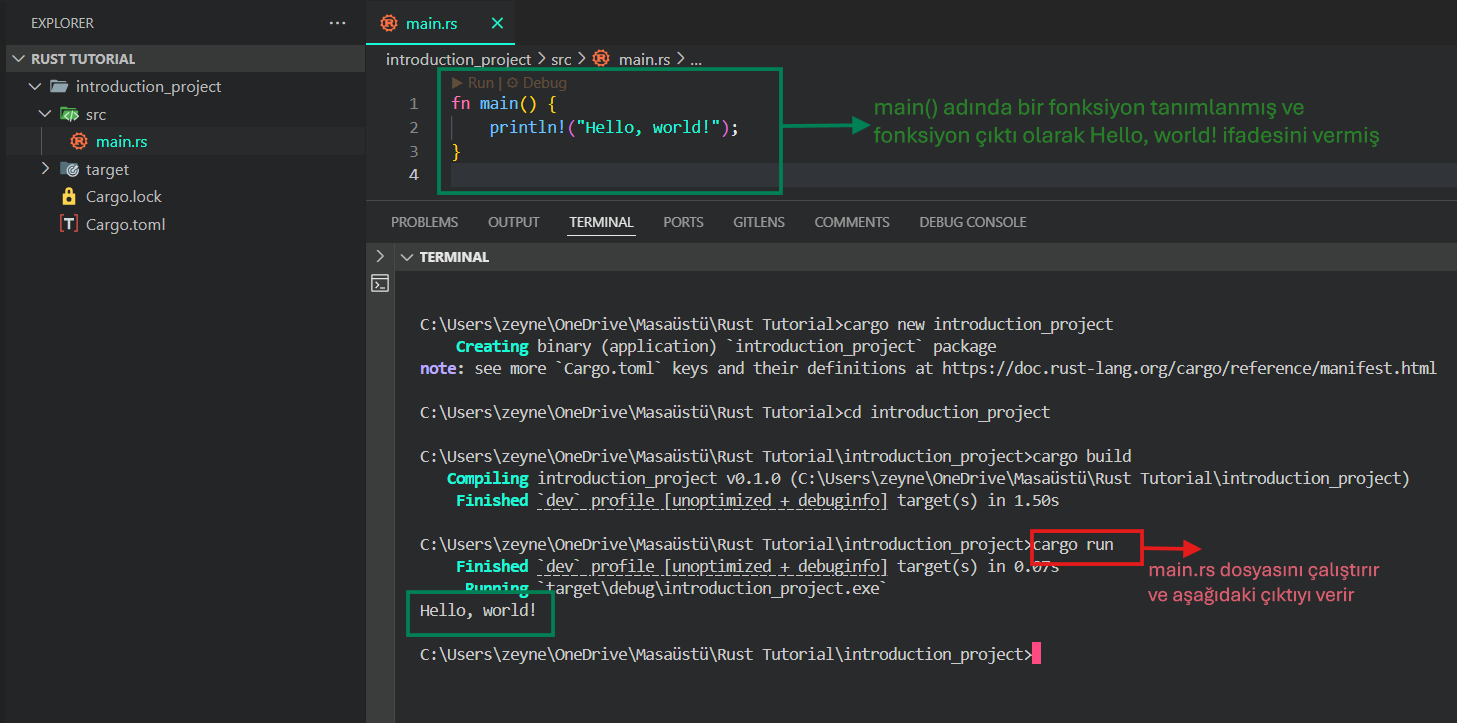 EXPLORER
RUST TUTORIAL
introduction_project
src
main.rs
target
Cargo.lock
Cargo.toml
main.rs
introduction_project > src > main.rs > ...
Run | Debug
1 fn main() {
2 println!("Hello, world!");
3 }
4
main() adında bir fonksiyon tanımlanmış ve
fonksiyon çıktı olarak Hello, world! ifadesini vermiş
PROBLEMS OUTPUT TERMINAL PORTS GITLENS COMMENTS DEBUG CONSOLE
TERMINAL
C:\Users\zeyne\OneDrive\Masaüstü\Rust Tutorial>cargo new introduction_project
Creating binary (application) `introduction_project` package
note: see more `Cargo.toml` keys and their definitions at https://doc.rust-lang.org/cargo/reference/manifest.html
C:\Users\zeyne\OneDrive\Masaüstü\Rust Tutorial>cd introduction_project
C:\Users\zeyne\OneDrive\Masaüstü\Rust Tutorial\introduction_project>cargo build
Compiling introduction_project v0.1.0 (C:\Users\zeyne\OneDrive\Masaüstü\Rust Tutorial\introduction_project)
Finished `dev` profile [unoptimized + debuginfo] target(s) in 1.50s
C:\Users\zeyne\OneDrive\Masaüstü\Rust Tutorial\introduction_project>cargo run
Finished `dev` profile [unoptimized + debuginfo] target(s) in 0.07s
Running `target\debug\introduction_project.exe`
Hello, world!
main.rs dosyasını çalıştırır
ve aşağıdaki çıktıyı verir
C:\Users\zeyne\OneDrive\Masaüstü\Rust Tutorial\introduction_project>